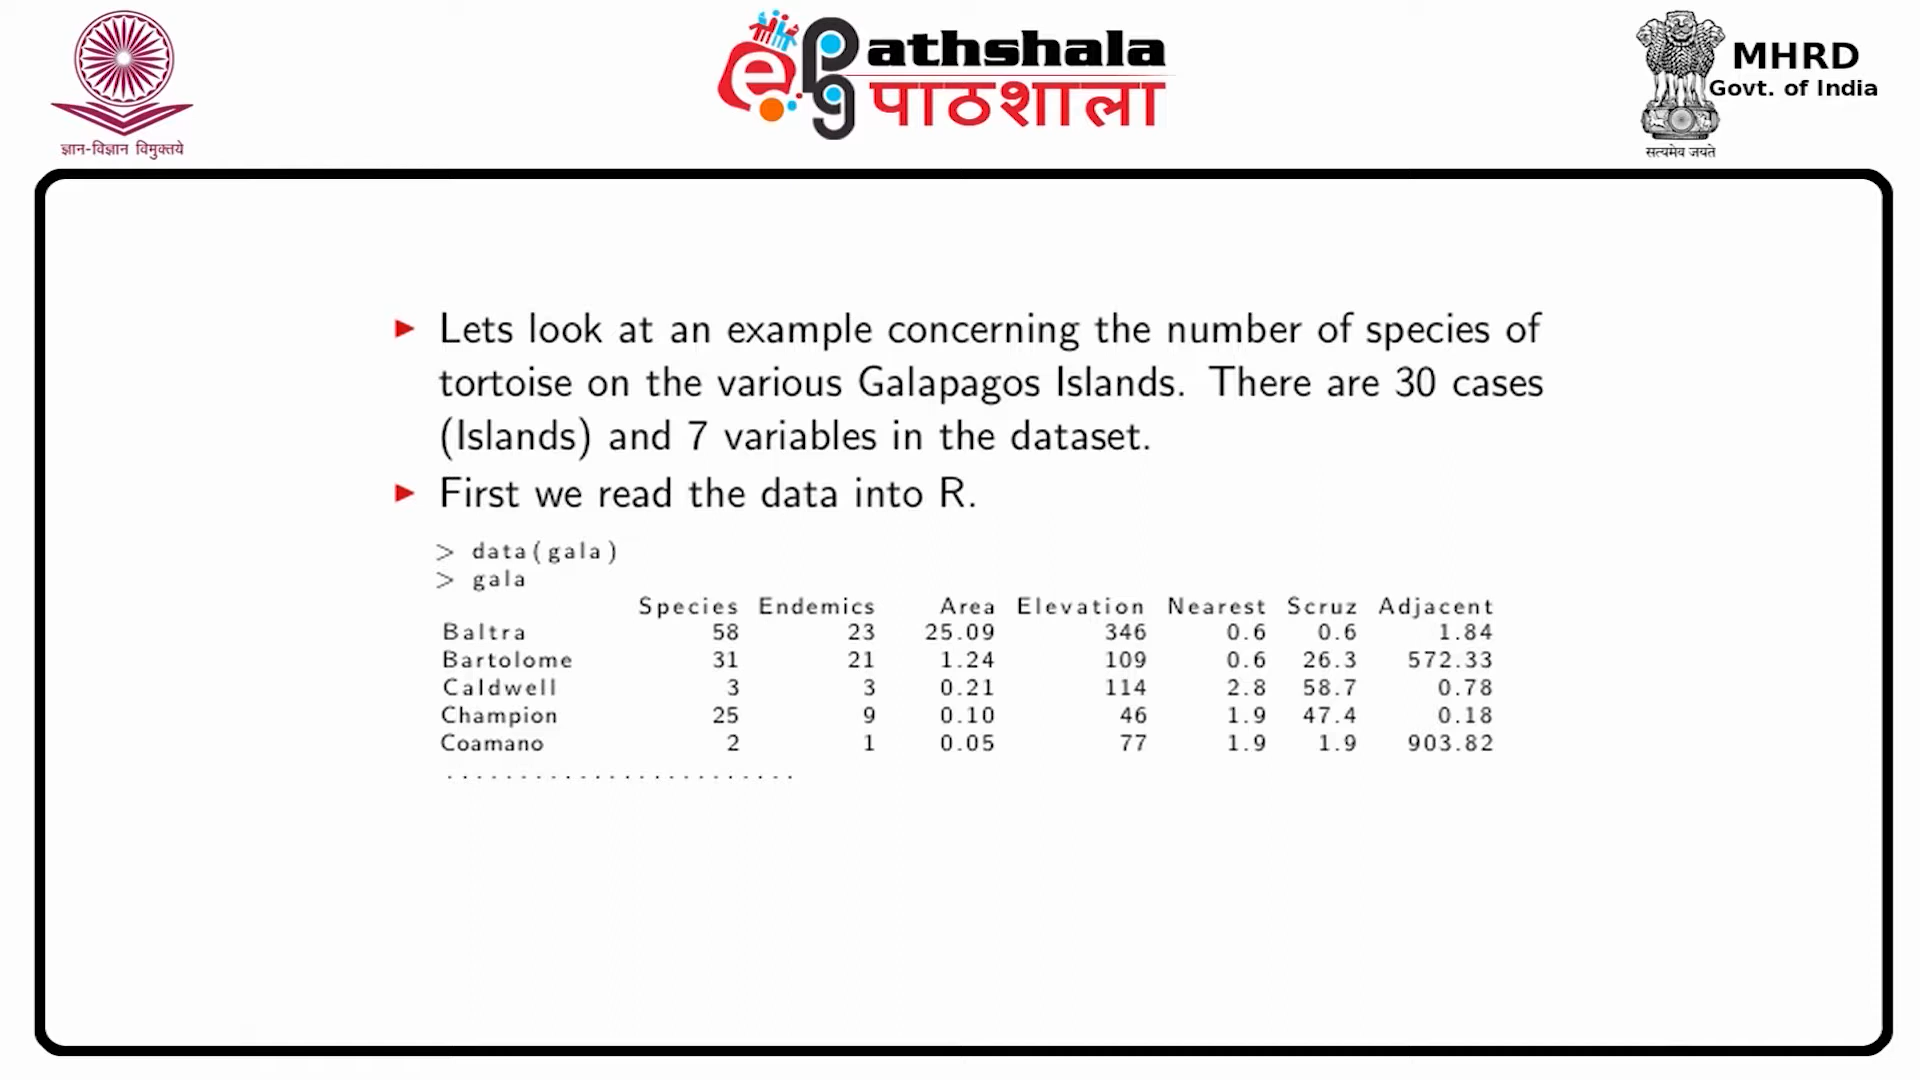 ज्ञान-विज्ञान विमुक्तये
e pg Pathshala
पाठशाला
MHRD
Govt. of India
सत्यमेव जयते
Lets look at an example concerning the number of species of
tortoise on the various Galapagos Islands. There are 30 cases
(Islands) and 7 variables in the dataset.
First we read the data into R.
> data(gala)
> gala
Species Endemics Area Elevation Nearest Scruz Adjacent
Baltra 58 23 25.09 346 0.6 0.6 1.84
Bartolome 31 21 1.24 109 0.6 26.3 572.33
Caldwell 3 3 0.21 114 2.8 58.7 0.78
Champion 25 9 0.10 46 1.9 47.4 0.18
Coamano 2 1 0.05 77 1.9 1.9 903.82
........................